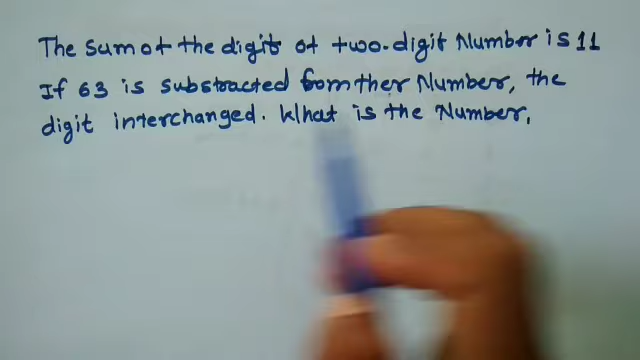 The sum of the digits of two-digit Number is 11
If 63 is substracted from ther Number, the
digit interchanged. What is the Number,